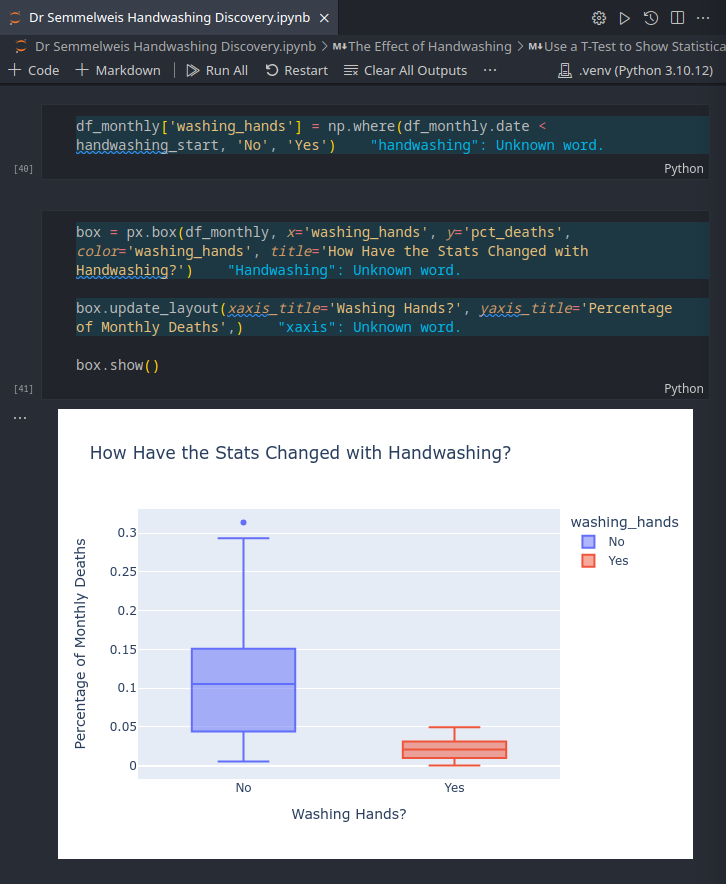 Dr Semmelweis Handwashing Discovery.ipynb
Dr Semmelweis Handwashing Discovery.ipynb > M↓The Effect of Handwashing > M↓Use a T-Test to Show Statistica
+ Code + Markdown Run All Restart Clear All Outputs ... .venv (Python 3.10.12)
df_monthly['washing_hands'] = np.where(df_monthly.date <
handwashing_start, 'No', 'Yes') "handwashing": Unknown word.
[40] Python
box = px.box(df_monthly, x='washing_hands', y='pct_deaths',
color='washing_hands', title='How Have the Stats Changed with
Handwashing?') "Handwashing": Unknown word.
box.update_layout(xaxis_title='Washing Hands?', yaxis_title='Percentage
of Monthly Deaths',) "xaxis": Unknown word.
box.show()
[41] Python
...
How Have the Stats Changed with Handwashing?
washing_hands
No
Yes
Percentage of Monthly Deaths
0.3
0.25
0.2
0.15
0.1
0.05
0
No Yes
Washing Hands?